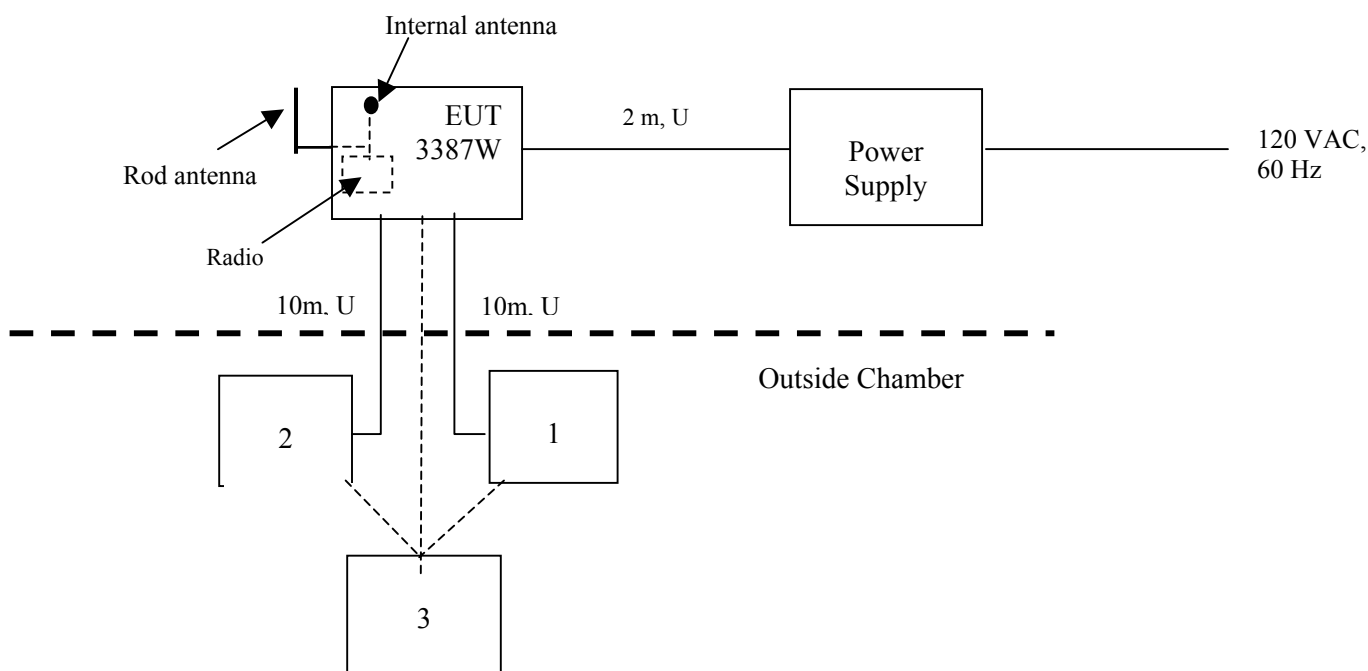 Internal antenna
EUT
3387W
2 m, U
Power
Supply
120 VAC,
60 Hz
Rod antenna
Radio
10m, U
10m, U
Outside Chamber
2
1
3